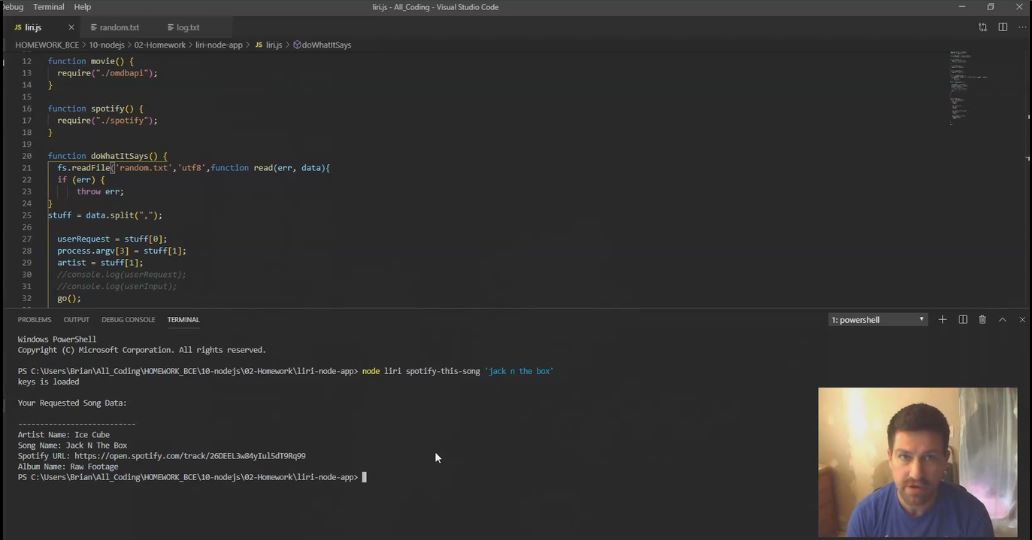 ebug Terminal Help liri.js - All_Coding - Visual Studio Code
liri.js random.txt log.txt
HOMEWORK_BCE > 10-nodejs > 02-Homework > liri-node-app > JS liri.js > doWhatItSays
12 function movie() {
13 require("./omdbapi");
14 }
15
16 function spotify() {
17 require("./spotify");
18 }
19
20 function doWhatItSays() {
21 fs.readFile('random.txt','utf8',function read(err, data){
22 if (err) {
23 throw err;
24 }
25 stuff = data.split(",");
26
27 userRequest = stuff[0];
28 process.argv[3] = stuff[1];
29 artist = stuff[1];
30 //console.log(userRequest);
31 //console.log(userInput);
32 go();
PROBLEMS OUTPUT DEBUG CONSOLE TERMINAL 1: powershell
Windows PowerShell
Copyright (C) Microsoft Corporation. All rights reserved.
PS C:\Users\Brian\All_Coding\HOMEWORK_BCE\10-nodejs\02-Homework\liri-node-app> node liri spotify-this-song 'jack n the box'
keys is loaded
Your Requested Song Data:
--------------------------
Artist Name: Ice Cube
Song Name: Jack N The Box
Spotify URL: https://open.spotify.com/track/26DEEL3w84yIul5dT9Rq99
Album Name: Raw Footage
PS C:\Users\Brian\All_Coding\HOMEWORK_BCE\10-nodejs\02-Homework\liri-node-app>